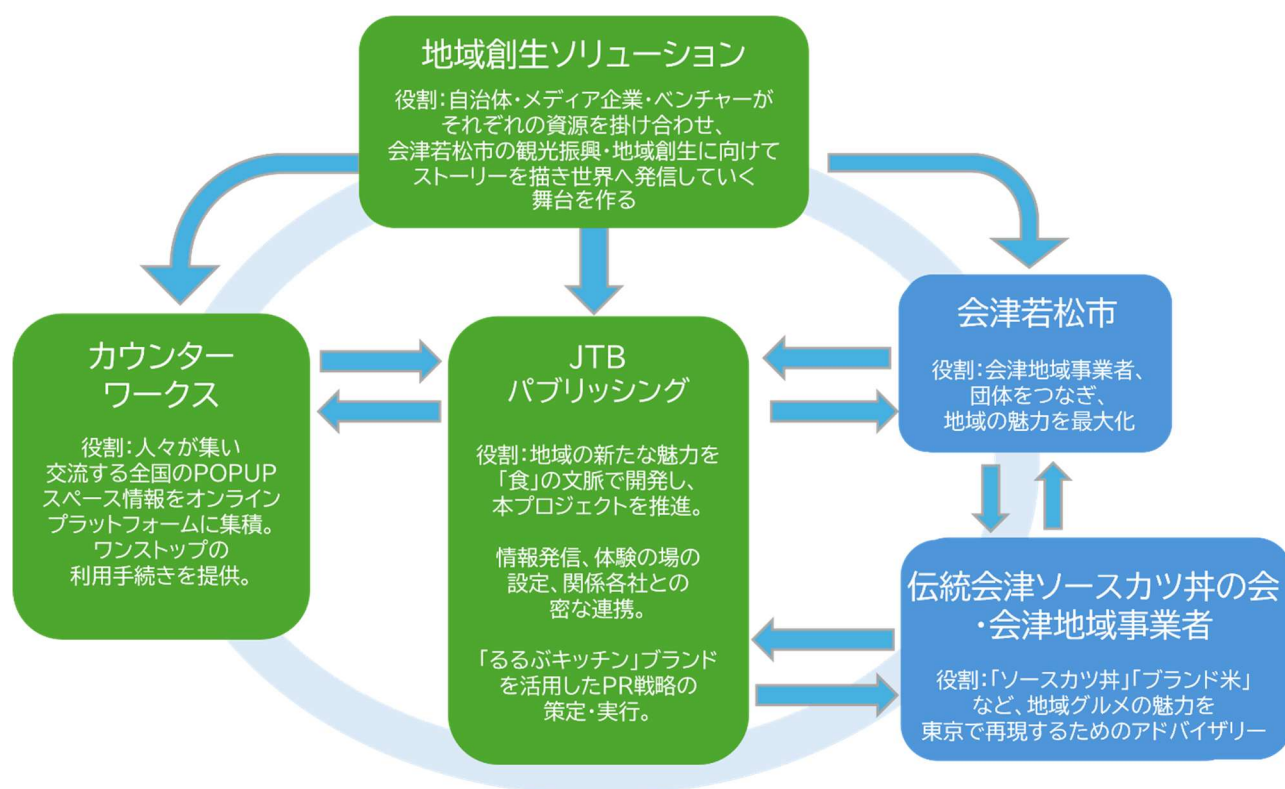 地域創生ソリューション
役割：自治体・メディア企業・ベンチャーが
それぞれの資源を掛け合わせ、
会津若松市の観光振興・地域創生に向けて
ストーリーを描き世界へ発信していく
舞台を作る
カウンター
ワークス
役割：人々が集い
交流する全国のPOPUP
スペース情報をオンライン
プラットフォームに集積。
ワンストップの
利用手続きを提供。
JTB
パブリッシング
役割：地域の新たな魅力を
「食」の文脈で開発し、
本プロジェクトを推進。
情報発信、体験の場の
設定、関係各社との
密な連携。
「るるぶキッチン」ブランド
を活用したPR戦略の
策定・実行。
会津若松市
役割：会津地域事業者、
団体をつなぎ、
地域の魅力を最大化
伝統会津ソースカツ丼の会
・会津地域事業者
役割：「ソースカツ丼」「ブランド米」
など、地域グルメの魅力を
東京で再現するためのアドバイザリー